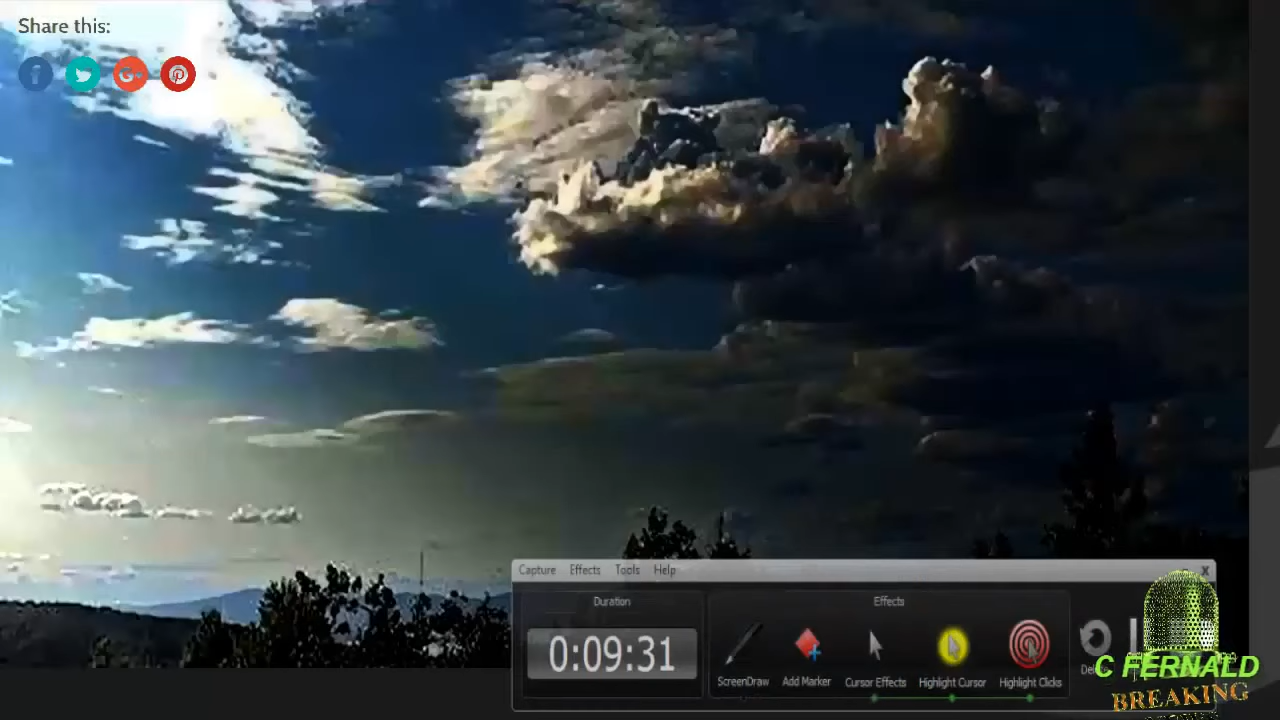 Share this:
Capture Effects Tools Help x
Duration
Effects
0:09:31
ScreenDraw Add Marker Cursor Effects Highlight Cursor Highlight Clicks
C FERNALD
BREAKING